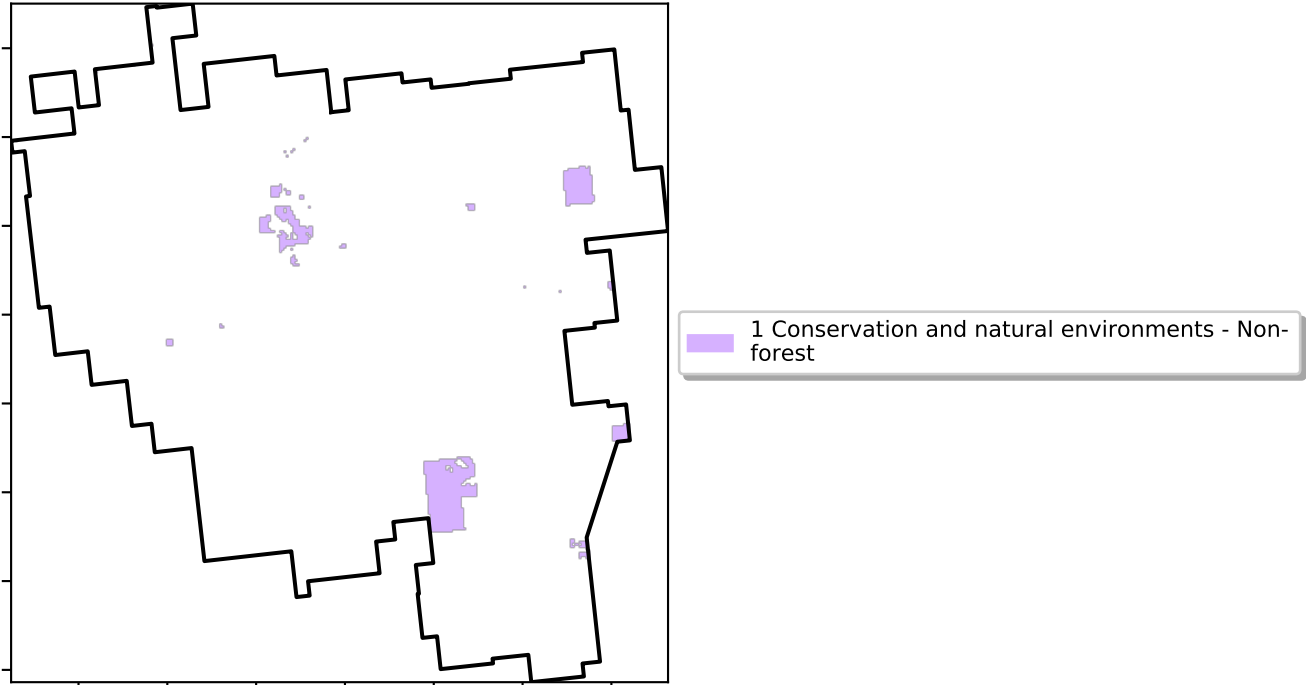 1 Conservation and natural environments - Non-
forest